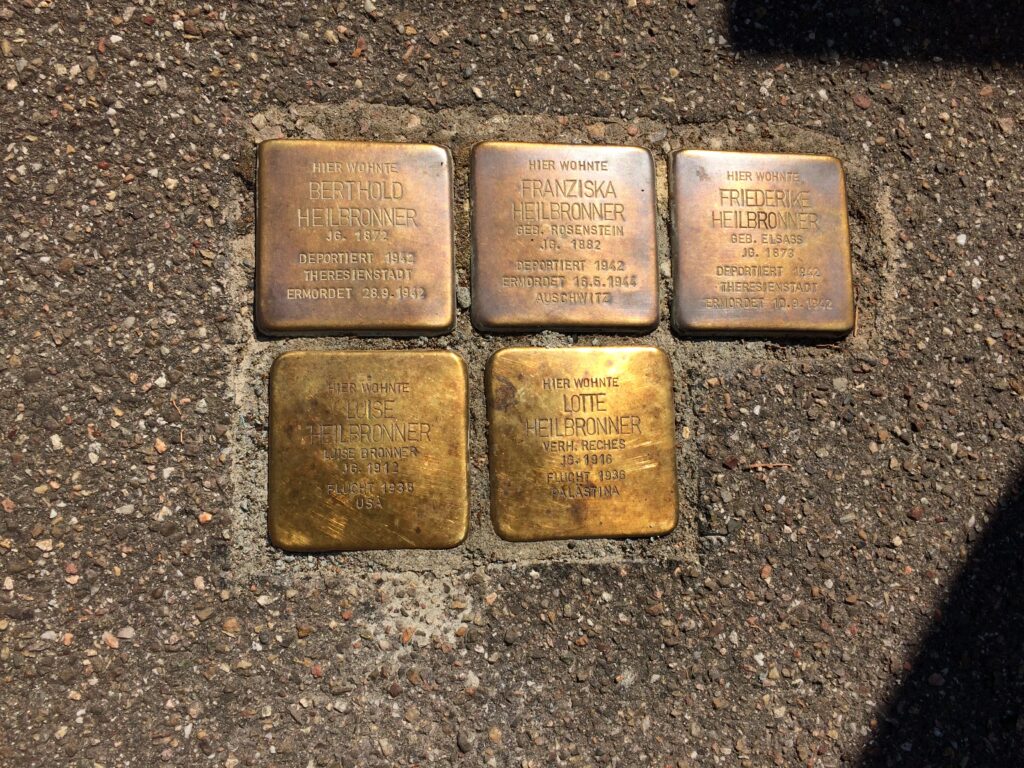 HIER WOHNTE
BERTHOLD
HEILBRONNER
JG. 1872
DEPORTIERT 1942
THERESIENSTADT
ERMORDET 28.9.1942
HIER WOHNTE
FRANZISKA
HEILBRONNER
GEB. ROSENSTEIN
JG. 1882
DEPORTIERT 1942
ERMORDET 16.5.1944
AUSCHWITZ
HIER WOHNTE
FRIEDERIKE
HEILBRONNER
GEB. ELSASS
JG. 1873
DEPORTIERT 1942
THERESIENSTADT
ERMORDET 10.9.1942
HIER WOHNTE
LUISE
HEILBRONNER
LUISE BRONNER
JG. 1912
FLUCHT 1938
USA
HIER WOHNTE
LOTTE
HEILBRONNER
VERH. RECHES
JG. 1916
FLUCHT 1936
PALÄSTINA